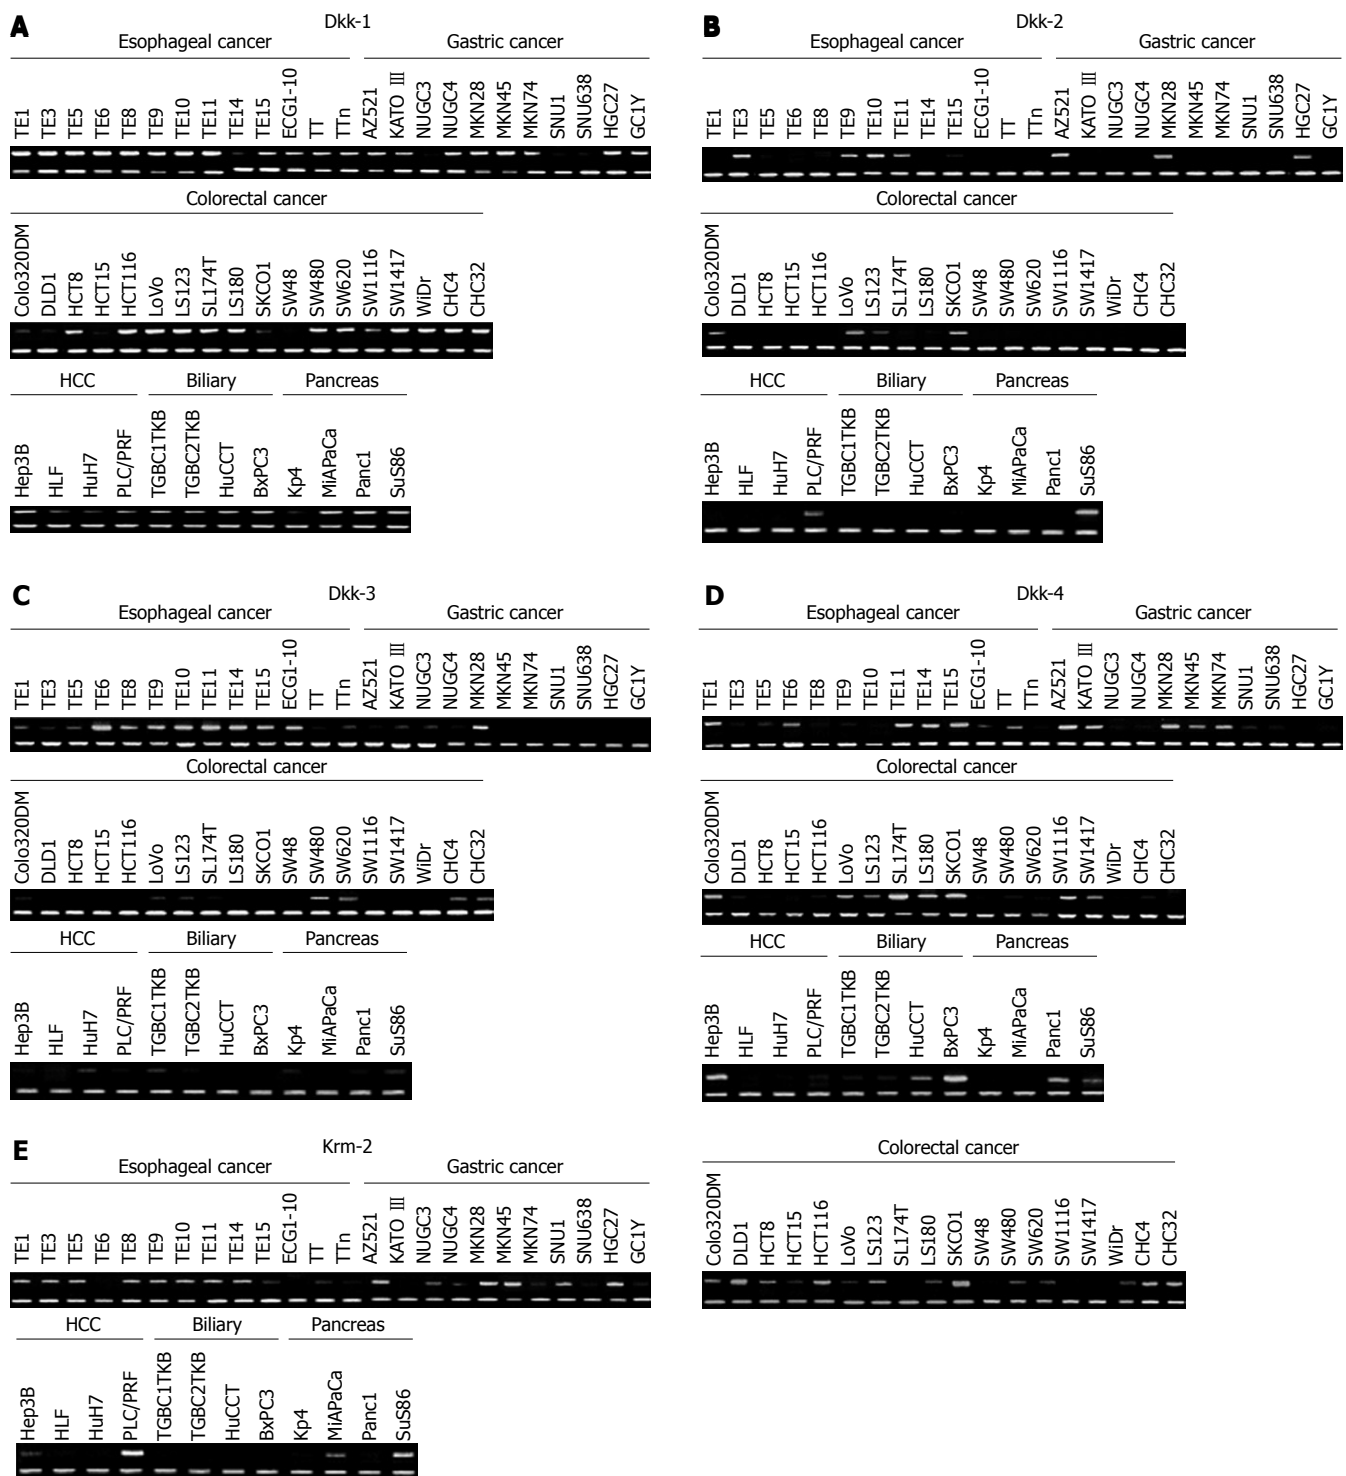 A Dkk-1
Esophageal cancer Gastric cancer
TE1 TE3 TE5 TE6 TE8 TE9 TE10 TE11 TE14 TE15 ECG1-10 TT TTn AZ521 KATO III NUGC3 NUGC4 MKN28 MKN45 MKN74 SNU1 SNU638 HGC27 GC1Y
Colorectal cancer
Colo320DM DLD1 HCT8 HCT15 HCT116 LoVo LS123 SL174T LS180 SKCO1 SW48 SW480 SW620 SW1116 SW1417 WiDr CHC4 CHC32
HCC Biliary Pancreas
Hep3B HLF HuH7 PLC/PRF TGBC1TKB TGBC2TKB HuCCT BxPC3 Kp4 MiAPaCa Panc1 SuS86
B Dkk-2
Esophageal cancer Gastric cancer
TE1 TE3 TE5 TE6 TE8 TE9 TE10 TE11 TE14 TE15 ECG1-10 TT TTn AZ521 KATO III NUGC3 NUGC4 MKN28 MKN45 MKN74 SNU1 SNU638 HGC27 GC1Y
Colorectal cancer
Colo320DM DLD1 HCT8 HCT15 HCT116 LoVo LS123 SL174T LS180 SKCO1 SW48 SW480 SW620 SW1116 SW1417 WiDr CHC4 CHC32
HCC Biliary Pancreas
Hep3B HLF HuH7 PLC/PRF TGBC1TKB TGBC2TKB HuCCT BxPC3 Kp4 MiAPaCa Panc1 SuS86
C Dkk-3
Esophageal cancer Gastric cancer
TE1 TE3 TE5 TE6 TE8 TE9 TE10 TE11 TE14 TE15 ECG1-10 TT TTn AZ521 KATO III NUGC3 NUGC4 MKN28 MKN45 MKN74 SNU1 SNU638 HGC27 GC1Y
Colorectal cancer
Colo320DM DLD1 HCT8 HCT15 HCT116 LoVo LS123 SL174T LS180 SKCO1 SW48 SW480 SW620 SW1116 SW1417 WiDr CHC4 CHC32
HCC Biliary Pancreas
Hep3B HLF HuH7 PLC/PRF TGBC1TKB TGBC2TKB HuCCT BxPC3 Kp4 MiAPaCa Panc1 SuS86
D Dkk-4
Esophageal cancer Gastric cancer
TE1 TE3 TE5 TE6 TE8 TE9 TE10 TE11 TE14 TE15 ECG1-10 TT TTn AZ521 KATO III NUGC3 NUGC4 MKN28 MKN45 MKN74 SNU1 SNU638 HGC27 GC1Y
Colorectal cancer
Colo320DM DLD1 HCT8 HCT15 HCT116 LoVo LS123 SL174T LS180 SKCO1 SW48 SW480 SW620 SW1116 SW1417 WiDr CHC4 CHC32
HCC Biliary Pancreas
Hep3B HLF HuH7 PLC/PRF TGBC1TKB TGBC2TKB HuCCT BxPC3 Kp4 MiAPaCa Panc1 SuS86
E Krm-2
Esophageal cancer Gastric cancer
TE1 TE3 TE5 TE6 TE8 TE9 TE10 TE11 TE14 TE15 ECG1-10 TT TTn AZ521 KATO III NUGC3 NUGC4 MKN28 MKN45 MKN74 SNU1 SNU638 HGC27 GC1Y
Colorectal cancer
Colo320DM DLD1 HCT8 HCT15 HCT116 LoVo LS123 SL174T LS180 SKCO1 SW48 SW480 SW620 SW1116 SW1417 WiDr CHC4 CHC32
HCC Biliary Pancreas
Hep3B HLF HuH7 PLC/PRF TGBC1TKB TGBC2TKB HuCCT BxPC3 Kp4 MiAPaCa Panc1 SuS86